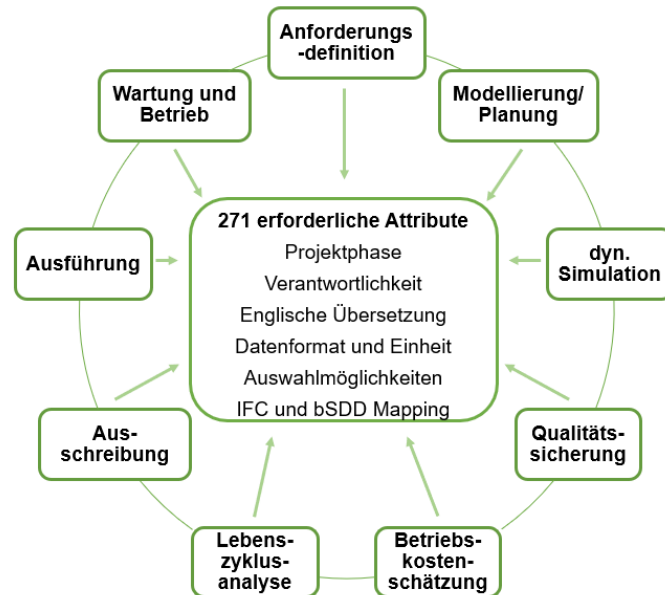 Anforderungs
-definition
Wartung und
Betrieb
Modellierung/
Planung
271 erforderliche Attribute
Projektphase
Verantwortlichkeit
Englische Übersetzung
Datenformat und Einheit
Auswahlmöglichkeiten
IFC und bSDD Mapping
Ausführung
dyn.
Simulation
Aus-
schreibung
Qualitäts-
sicherung
Lebens-
zyklus-
analyse
Betriebs-
kosten-
schätzung